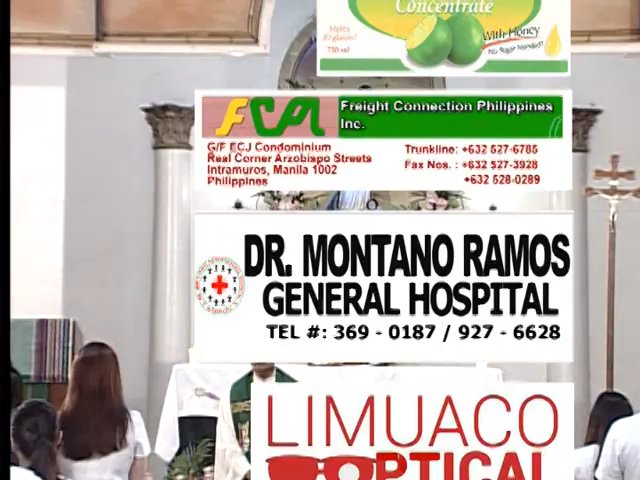 Concentrate
Makes
10 glasses!
750 ml
With Honey
No Sugar Needed!
FCPI
Freight Connection Philippines
Inc.
G/F ECJ Condominium
Real Corner Arzobispo Streets
Intramuros, Manila 1002
Philippines
Trunkline: +632 527-6785
Fax Nos. : +632 527-3928
+632 528-0289
DR. MONTANO RAMOS
GENERAL HOSPITAL
TEL #: 369 - 0187 / 927 - 6628
LIMUACO
OPTICAL